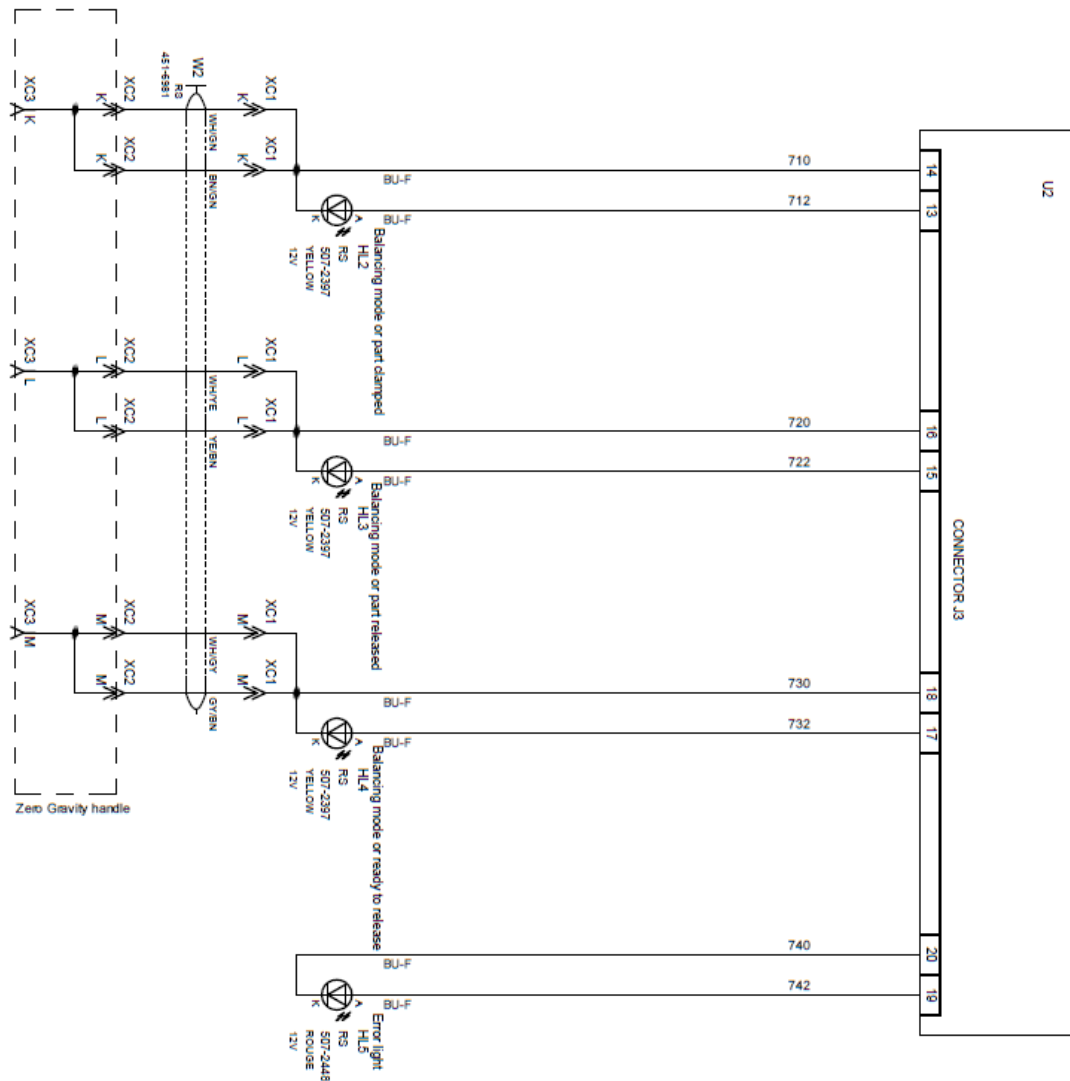 U2
CONNECTOR J3
14
13
16
15
18
17
20
19
710
712
720
722
730
732
740
742
BU-F
BU-F
BU-F
BU-F
BU-F
BU-F
BU-F
BU-F
Balancing mode or part clamped
HL2
RS
507-2397
YELLOW
12V
A
K
Balancing mode or part released
HL3
RS
507-2397
YELLOW
12V
A
K
Balancing mode or ready to release
HL4
RS
507-2397
YELLOW
12V
A
K
Error light
HL5
RS
507-2448
ROUGE
12V
A
K
XC1
K
XC1
K
XC1
L
XC1
L
XC1
M
XC1
M
W2
RS
451-6981
WH/GN
BN/GN
WH/YE
YE/BN
WH/GY
GY/BN
XC2
K
XC2
K
XC2
L
XC2
L
XC2
M
XC2
M
XC3
K
XC3
L
XC3
M
Zero Gravity handle